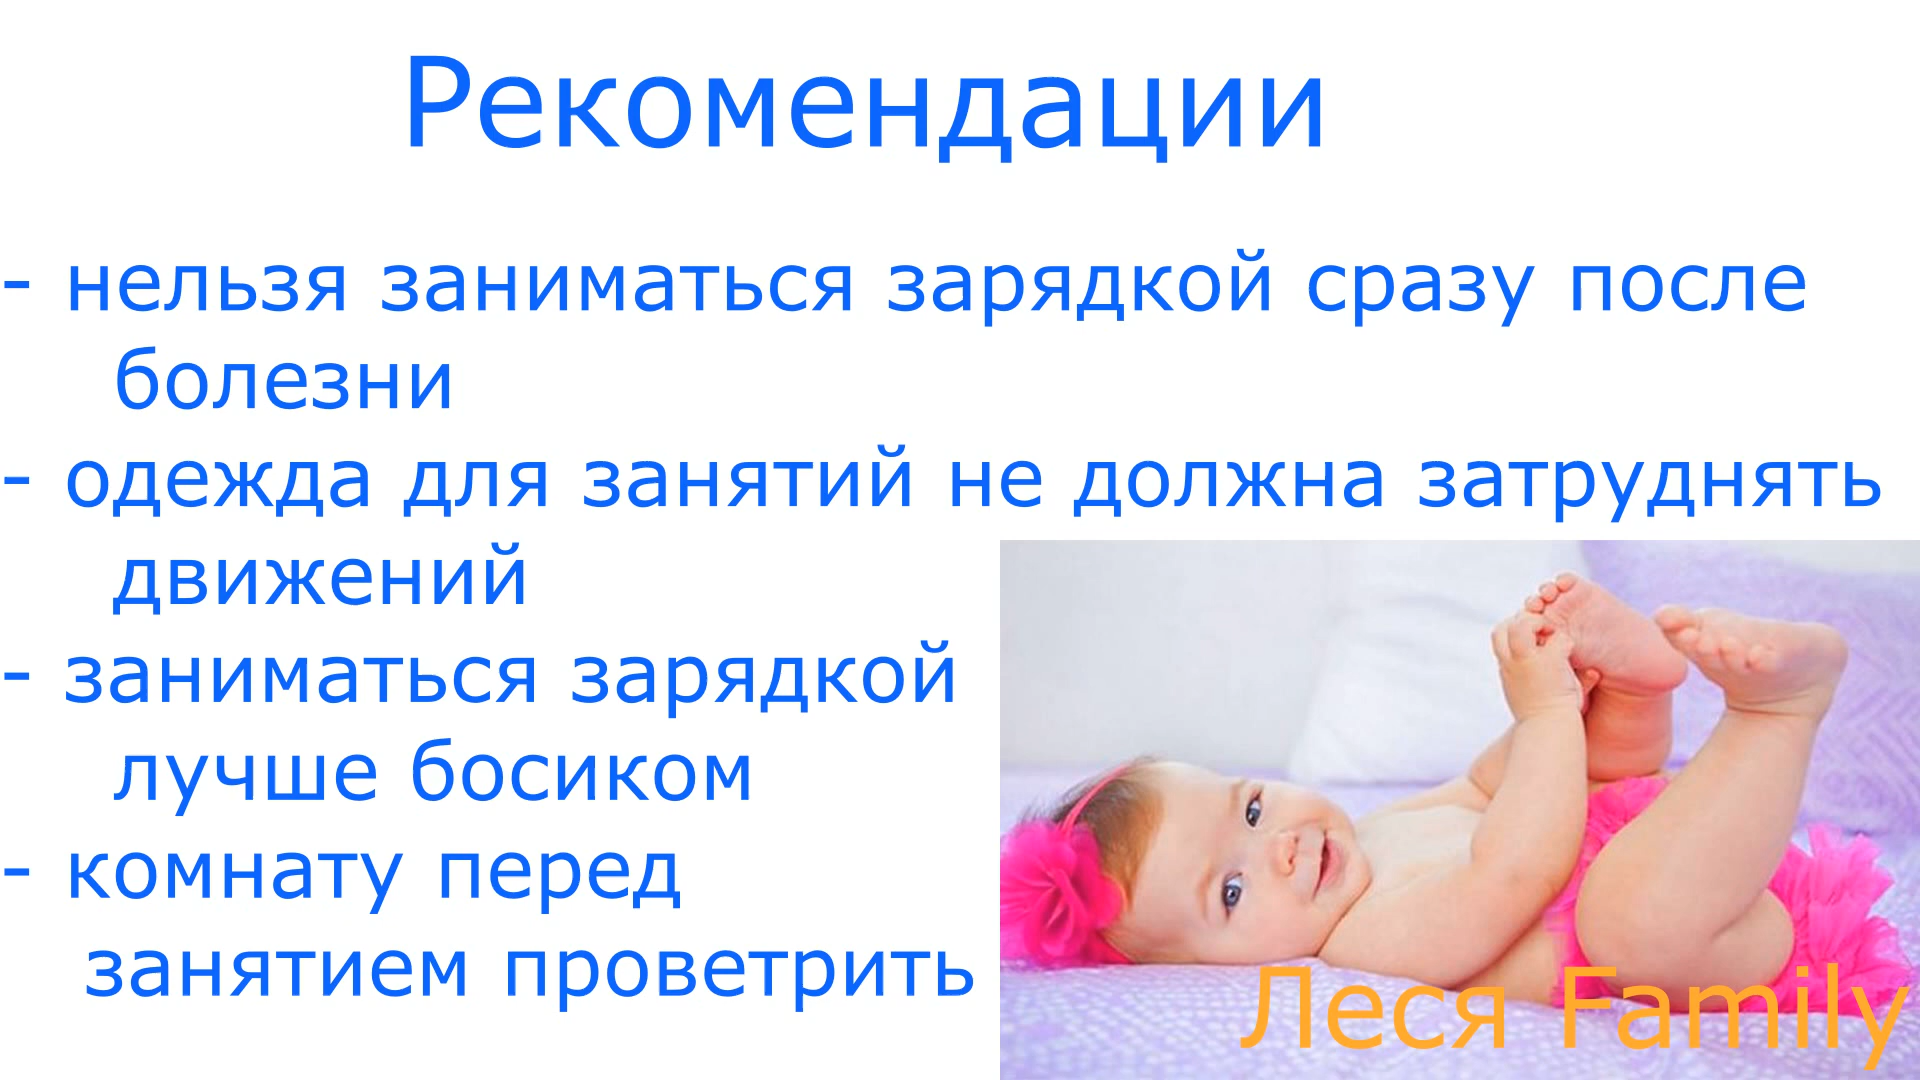 Рекомендации
- нельзя заниматься зарядкой сразу после
болезни
- одежда для занятий не должна затруднять
движений
- заниматься зарядкой
лучше босиком
- комнату перед
занятием проветрить
Леся Family